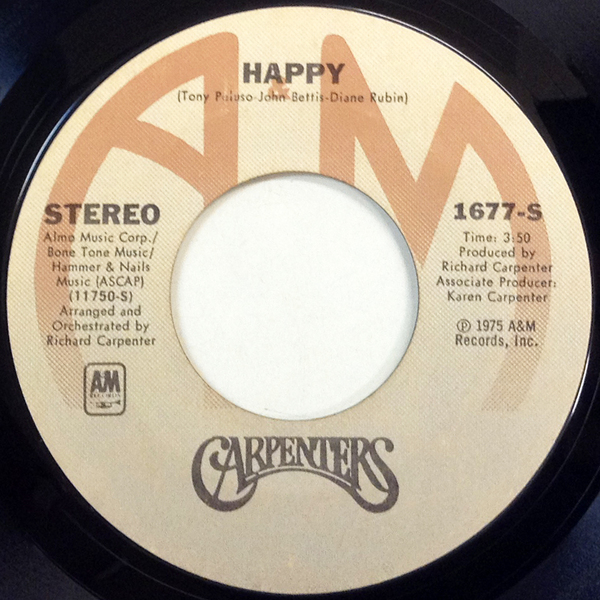 HAPPY
(Tony Peluso-John Bettis-Diane Rubin)
STEREO
Almo Music Corp./
Bone Tone Music/
Hammer & Nails
Music (ASCAP)
(11750-S)
Arranged and
Orchestrated by
Richard Carpenter
1677-S
Time: 3:50
Produced by
Richard Carpenter
Associate Producer:
Karen Carpenter
℗ 1975 A&M
Records, Inc.
AM
RECORDS
CARPENTERS